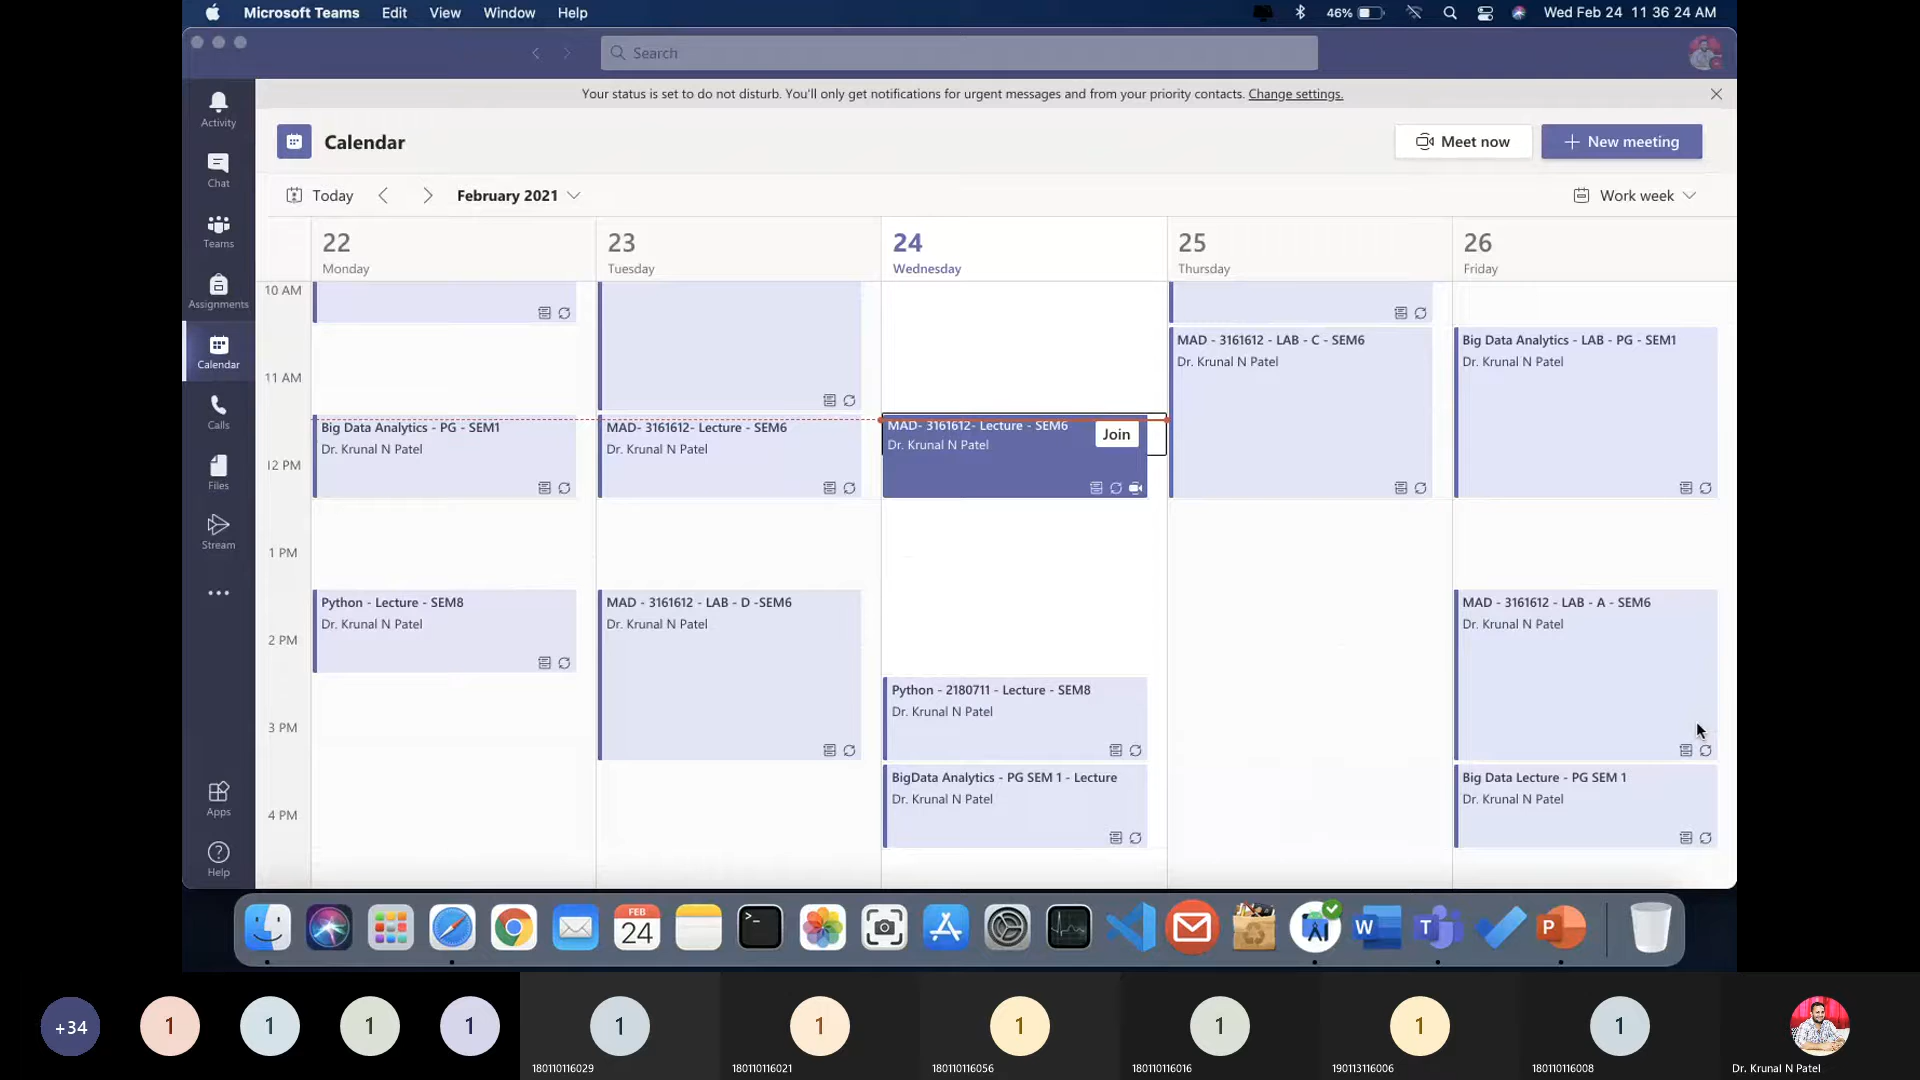 Microsoft Teams Edit View Window Help 46% Wed Feb 24 11 36 24 AM
Search
Your status is set to do not disturb. You'll only get notifications for urgent messages and from your priority contacts. Change settings.
Activity
Chat
Teams
Assignments
Calendar
Calls
Files
Stream
Apps
Help
Calendar
Meet now
New meeting
Today February 2021 Work week
22 23 24 25 26
Monday Tuesday Wednesday Thursday Friday
10 AM
11 AM
12 PM
1 PM
2 PM
3 PM
4 PM
Big Data Analytics - PG - SEM1
Dr. Krunal N Patel
Python - Lecture - SEM8
Dr. Krunal N Patel
MAD- 3161612- Lecture - SEM6
Dr. Krunal N Patel
MAD - 3161612 - LAB - D -SEM6
Dr. Krunal N Patel
MAD- 3161612- Lecture - SEM6
Dr. Krunal N Patel
Join
Python - 2180711 - Lecture - SEM8
Dr. Krunal N Patel
BigData Analytics - PG SEM 1 - Lecture
Dr. Krunal N Patel
MAD - 3161612 - LAB - C - SEM6
Dr. Krunal N Patel
Big Data Analytics - LAB - PG - SEM1
Dr. Krunal N Patel
MAD - 3161612 - LAB - A - SEM6
Dr. Krunal N Patel
Big Data Lecture - PG SEM 1
Dr. Krunal N Patel
FEB
24
W
T
P
+34 1 1 1 1 1 1 1 1 1 1
180110116029 180110116021 180110116056 180110116016 190113116006 180110116008 Dr. Krunal N Patel